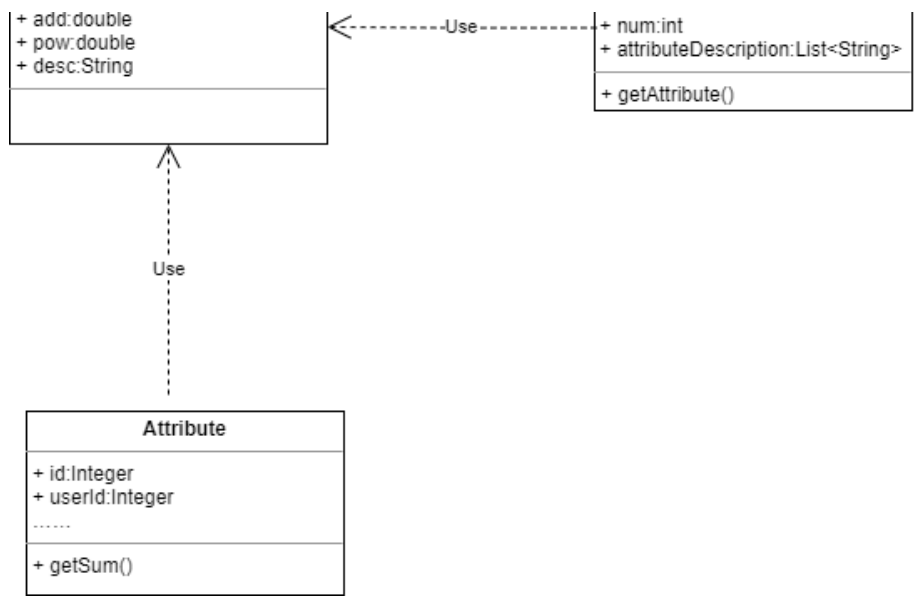 + add:double
+ pow:double
+ desc:String
Use
+ num:int
+ attributeDescription:List<String>
+ getAttribute()
Use
Attribute
+ id:Integer
+ userId:Integer
......
+ getSum()